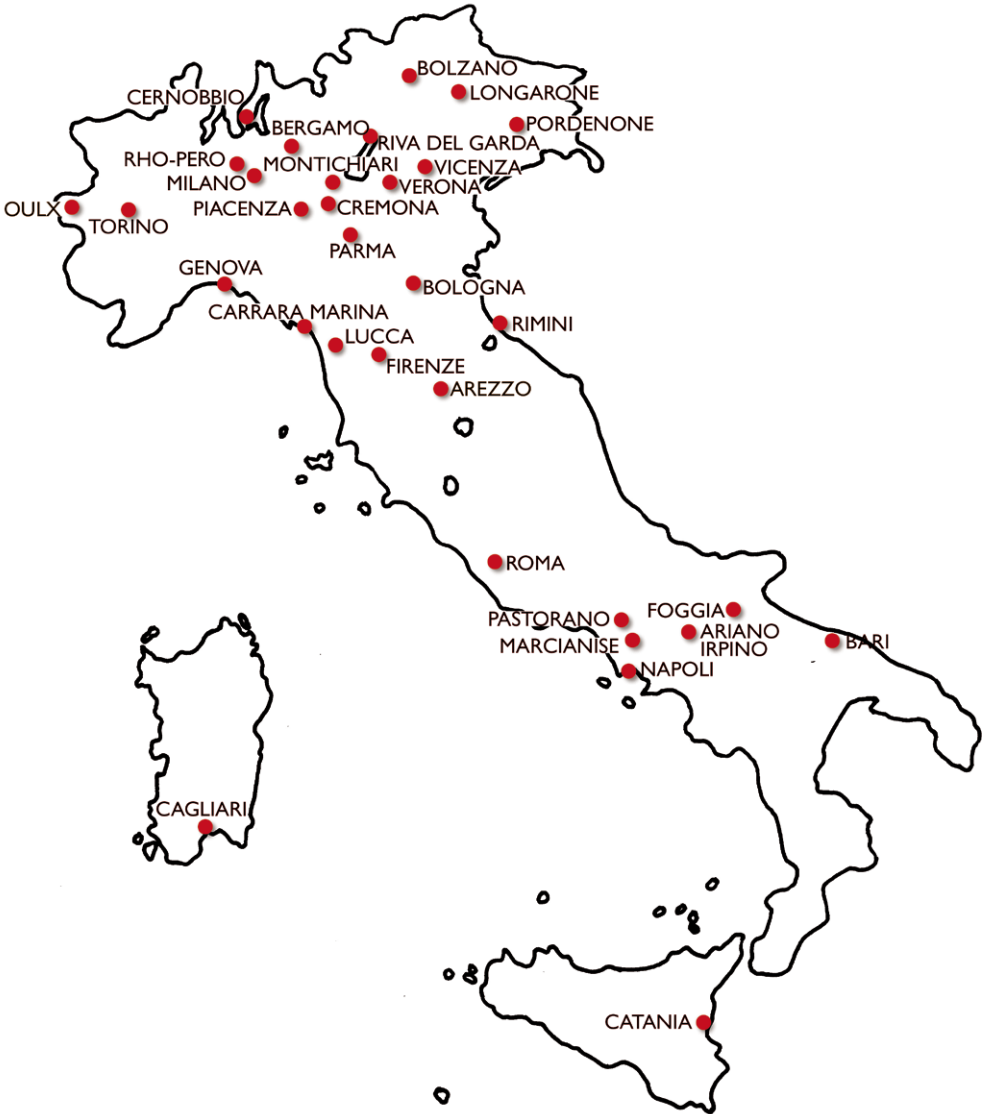 BOLZANO
LONGARONE
CERNOBBIO
PORDENONE
BERGAMO
RIVA DEL GARDA
RHO-PERO
MONTICHIARI
VICENZA
MILANO
VERONA
OULX
TORINO
PIACENZA
CREMONA
PARMA
GENOVA
BOLOGNA
CARRARA MARINA
RIMINI
LUCCA
FIRENZE
AREZZO
ROMA
PASTORANO
FOGGIA
MARCIANISE
ARIANO
IRPINO
BARI
NAPOLI
CAGLIARI
CATANIA